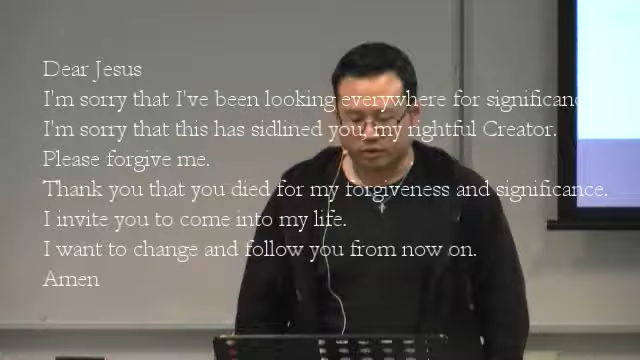 Dear Jesus
I'm sorry that I've been looking everywhere for significanc
I'm sorry that this has sidlined you, my rightful Creator.
Please forgive me.
Thank you that you died for my forgiveness and significance.
I invite you to come into my life.
I want to change and follow you from now on.
Amen